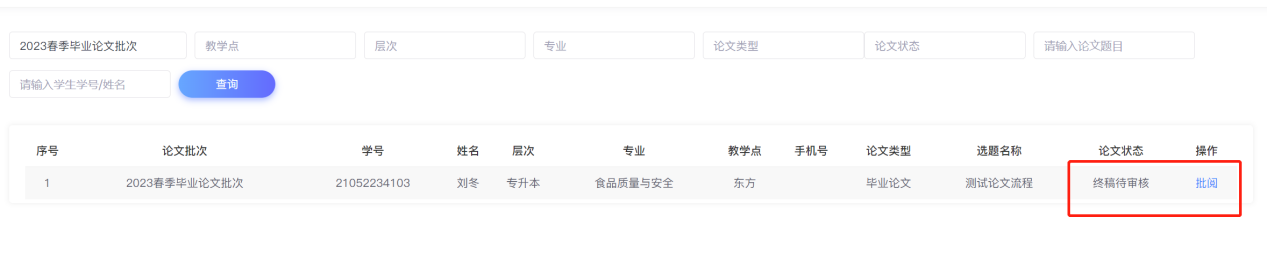 2023春季毕业论文批次 教学点 层次 专业 论文类型 论文状态 请输入论文题目
请输入学生学号/姓名 查询
序号 论文批次 学号 姓名 层次 专业 教学点 手机号 论文类型 选题名称 论文状态 操作
1 2023春季毕业论文批次 21052234103 刘冬 专升本 食品质量与安全 东方 毕业论文 测试论文流程 终稿待审核 批阅